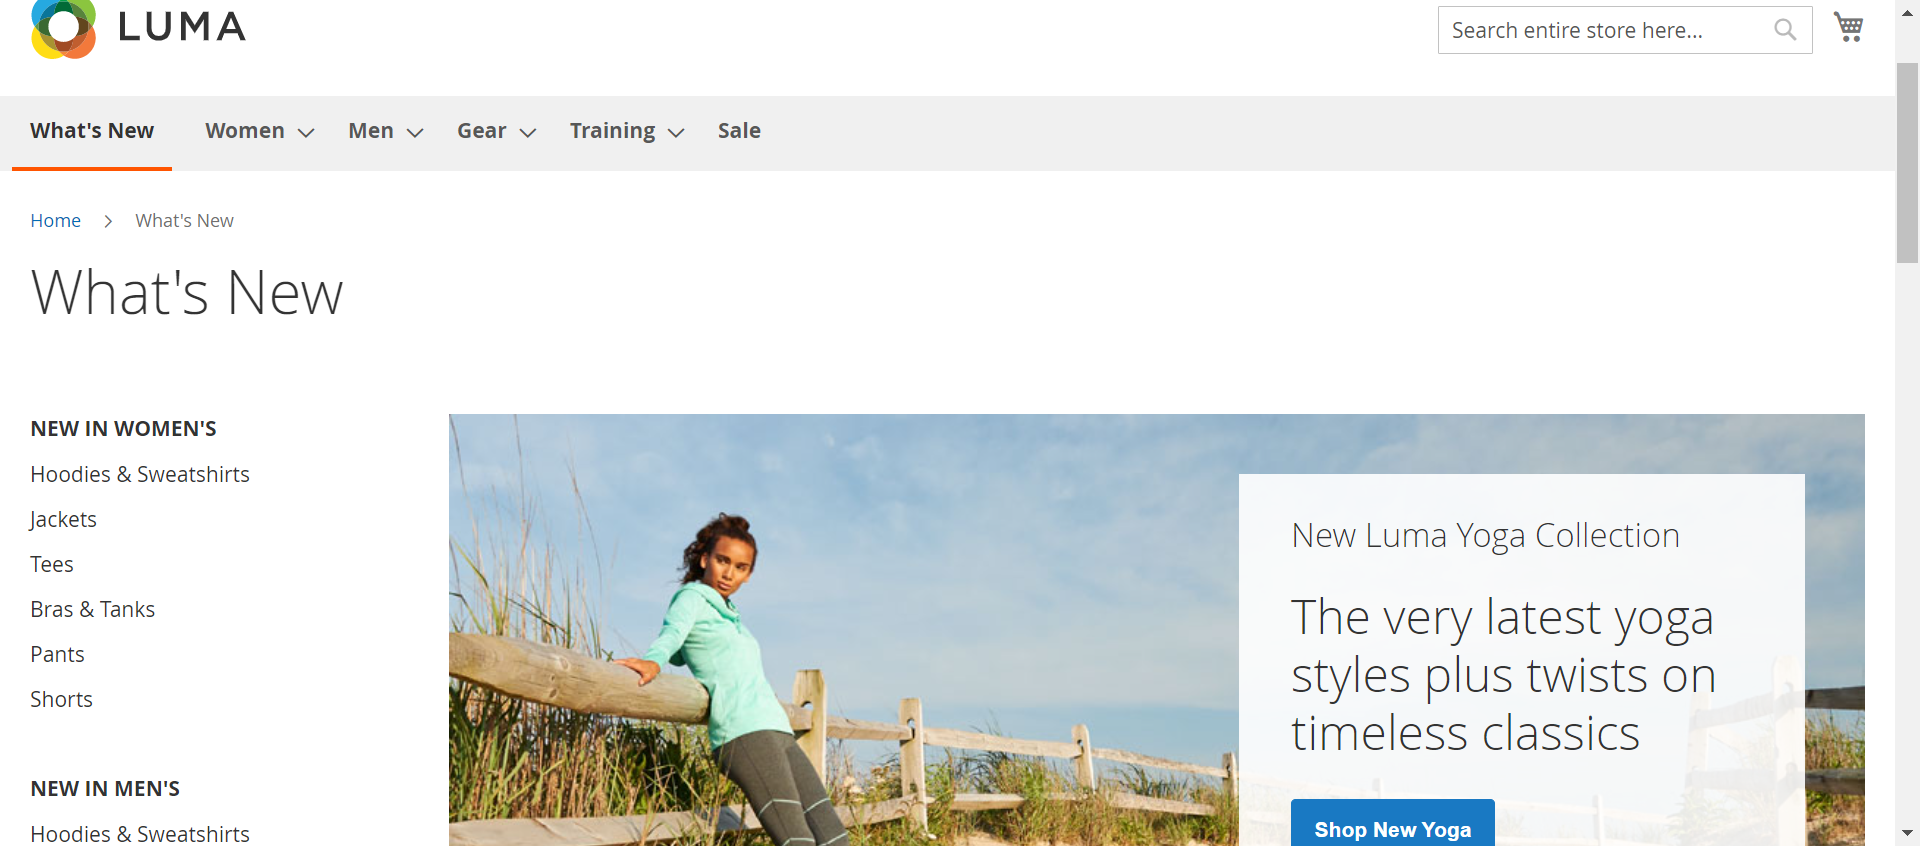 LUMA
Search entire store here...
What's New
Women
Men
Gear
Training
Sale
Home
What's New
What's New
NEW IN WOMEN'S
Hoodies & Sweatshirts
Jackets
Tees
Bras & Tanks
Pants
Shorts
NEW IN MEN'S
Hoodies & Sweatshirts
New Luma Yoga Collection
The very latest yoga
styles plus twists on
timeless classics
Shop New Yoga